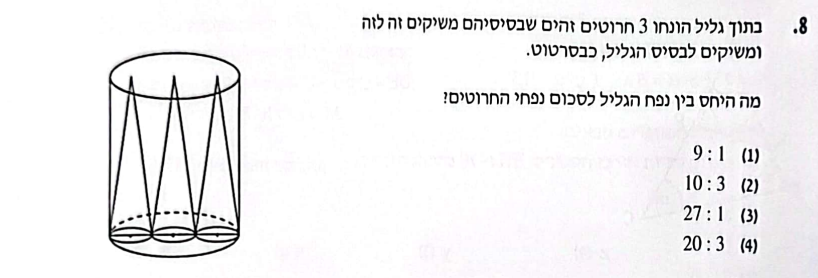 8. בתוך גליל הונחו 3 חרוטים זהים שבסיסיהם משיקים זה לזה
ומשיקים לבסיס הגליל, כבסרטוט.
מה היחס בין נפח הגליל לסכום נפחי החרוטים?
(1) 9 : 1
(2) 10 : 3
(3) 27 : 1
(4) 20 : 3